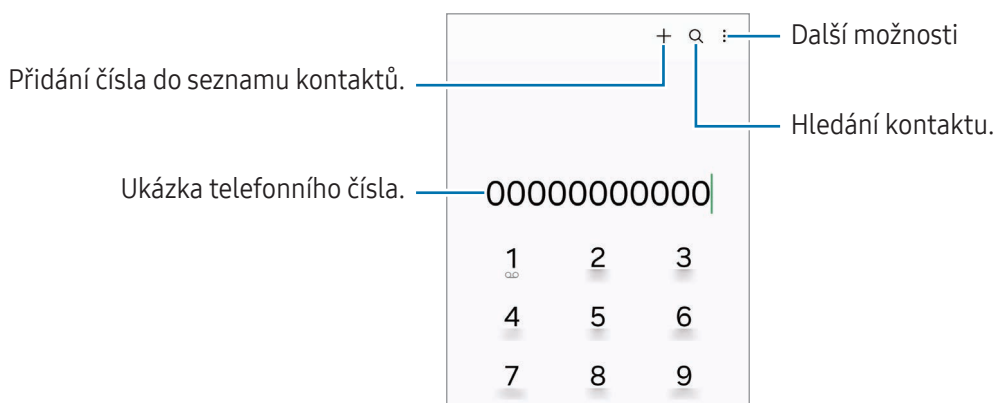 Další možnosti
Přidání čísla do seznamu kontaktů.
Hledání kontaktu.
Ukázka telefonního čísla.
00000000000
1 2 3
4 5 6
7 8 9